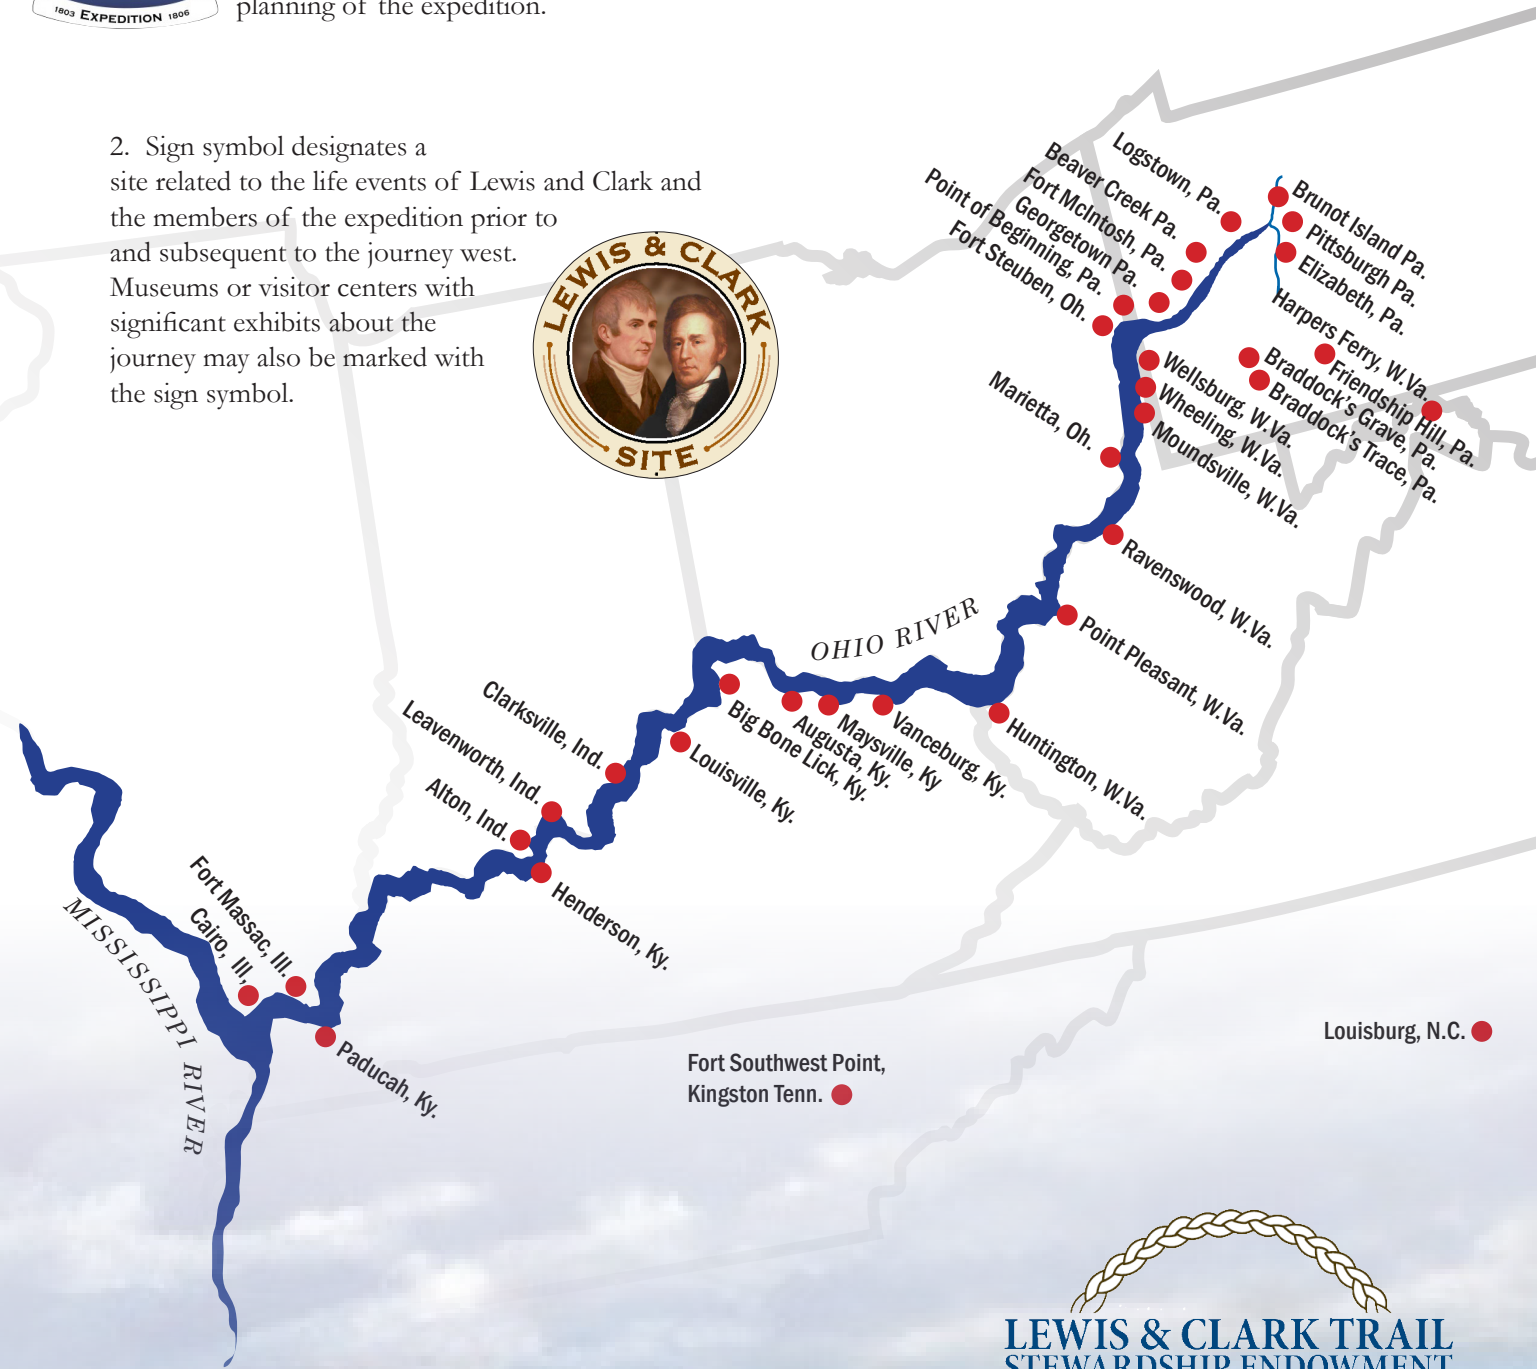 1803 EXPEDITION 1806
planning of the expedition.
2. Sign symbol designates a
site related to the life events of Lewis and Clark and
the members of the expedition prior to
and subsequent to the journey west.
Museums or visitor centers with
significant exhibits about the
journey may also be marked with
the sign symbol.
LEWIS & CLARK
SITE
Logstown, Pa.
Beaver Creek Pa.
Fort McIntosh, Pa.
Georgetown Pa.
Point of Beginning, Pa.
Fort Steuben, Oh.
Brunot Island Pa.
Pittsburgh Pa.
Elizabeth, Pa.
Harpers Ferry, W.Va.
Friendship Hill, Pa.
Braddock's Grave, Pa.
Braddock's Trace, Pa.
Wellsburg, W.Va.
Wheeling, W.Va.
Moundsville, W.Va.
Marietta, Oh.
Ravenswood, W.Va.
Point Pleasant, W.Va.
OHIO RIVER
Huntington, W.Va.
Vanceburg, Ky.
Maysville, Ky
Augusta, Ky.
Big Bone Lick, Ky.
Louisville, Ky.
Clarksville, Ind.
Leavenworth, Ind.
Alton, Ind.
Henderson, Ky.
Fort Massac, Ill.
Cairo, Ill,
MISSISSIPPI RIVER
Paducah, Ky.
Fort Southwest Point,
Kingston Tenn.
Louisburg, N.C.
LEWIS & CLARK TRAIL
STEWARDSHIP ENDOWMENT